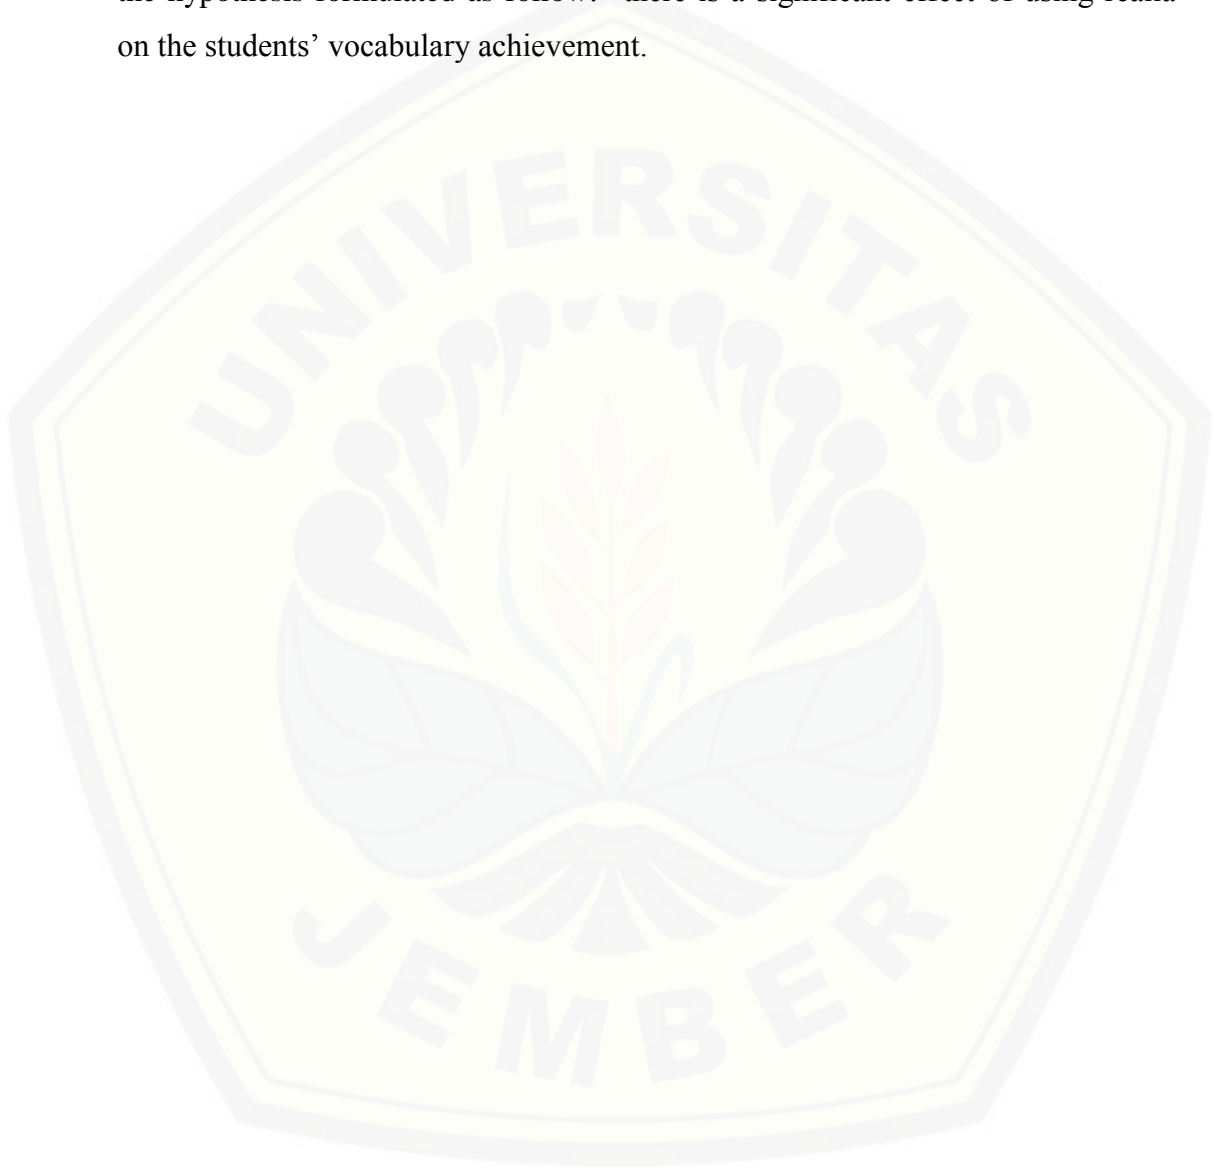 the hypothesis formulated as follow: there is a significant effect of using realia
on the students’ vocabulary achievement.
UNIVERSITAS
JEMBER